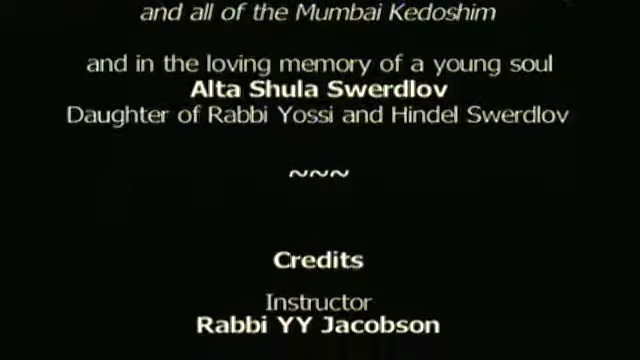 and all of the Mumbai Kedoshim
and in the loving memory of a young soul
Alta Shula Swerdlov
Daughter of Rabbi Yossi and Hindel Swerdlov
~~~
Credits
Instructor
Rabbi YY Jacobson